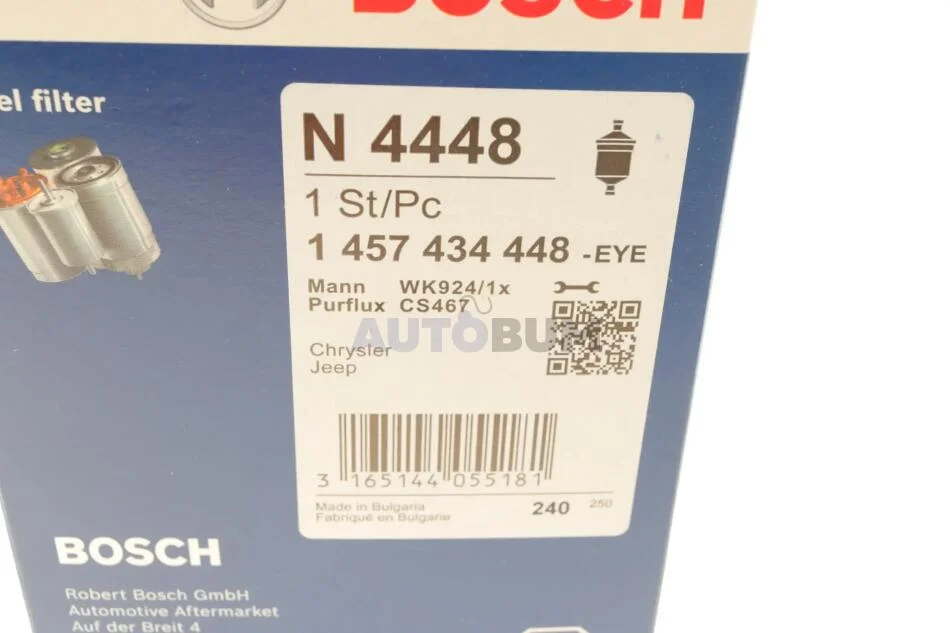 BOSCH
el filter
N 4448
1 St/Pc
1 457 434 448 -EYE
Mann WK924/1x
Purflux CS467
AUTOBUM
Chrysler
Jeep
3 165144 055181
Made in Bulgaria
Fabriqué en Bulgarie
240 250
BOSCH
Robert Bosch GmbH
Automotive Aftermarket
Auf der Breit 4